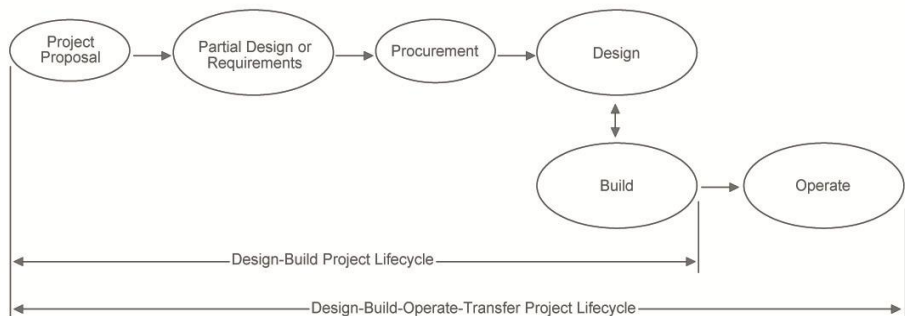 Project
Proposal
Partial Design or
Requirements
Procurement
Design
Build
Operate
Design-Build Project Lifecycle
Design-Build-Operate-Transfer Project Lifecycle